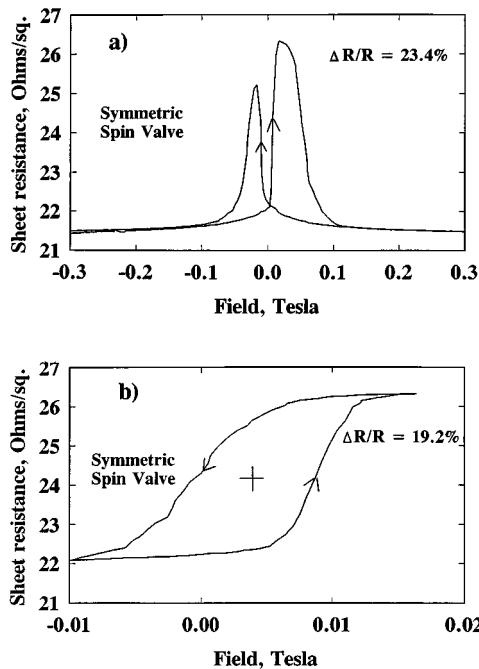 a)
Δ R/R = 23.4%
Symmetric
Spin Valve
Sheet resistance, Ohms/sq.
27
26
25
24
23
22
21
-0.3 -0.2 -0.1 0.0 0.1 0.2 0.3
Field, Tesla
b)
ΔR/R = 19.2%
Symmetric
Spin Valve
Sheet resistance, Ohms/sq.
27
26
25
24
23
22
21
-0.01 0.00 0.01 0.02
Field, Tesla